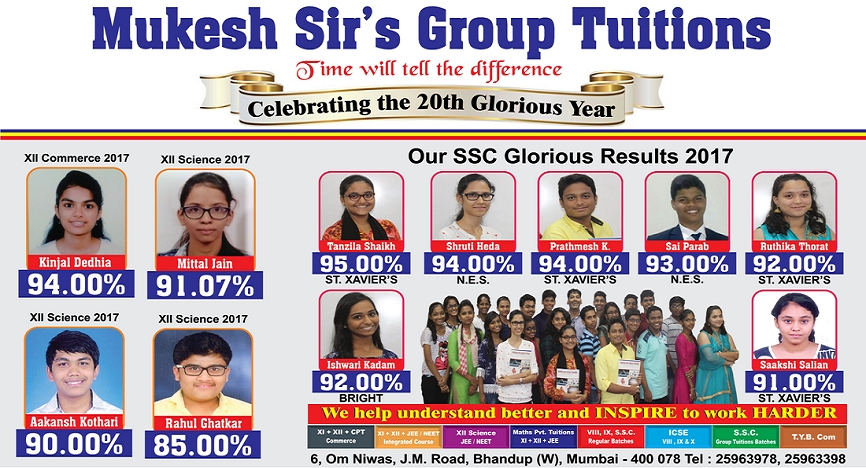 Mukesh Sir's Group Tuitions
Time will tell the difference
Celebrating the 20th Glorious Year
XII Commerce 2017
Kinjal Dedhia
94.00%
XII Science 2017
Mittal Jain
91.07%
XII Science 2017
Aakansh Kothari
90.00%
XII Science 2017
Rahul Ghatkar
85.00%
Our SSC Glorious Results 2017
Tanzila Shaikh
95.00%
ST. XAVIER'S
Shruti Heda
94.00%
N.E.S.
Prathmesh K.
94.00%
ST. XAVIER'S
Sai Parab
93.00%
N.E.S.
Ruthika Thorat
92.00%
ST. XAVIER'S
Ishwari Kadam
92.00%
BRIGHT
Saakshi Salian
91.00%
ST. XAVIER'S
We help understand better and INSPIRE to work HARDER
XI + XII + CPT
Commerce
XI + XII + JEE / NEET
Integrated Course
XII Science
JEE / NEET
Maths Pvt. Tuitions
XI + XII + JEE
VIII, IX, S.S.C.
Regular Batches
ICSE
VIII, IX & X
S.S.C.
Group Tuitions Batches
T.Y.B. Com
6, Om Niwas, J.M. Road, Bhandup (W), Mumbai - 400 078 Tel : 25963978, 25963398